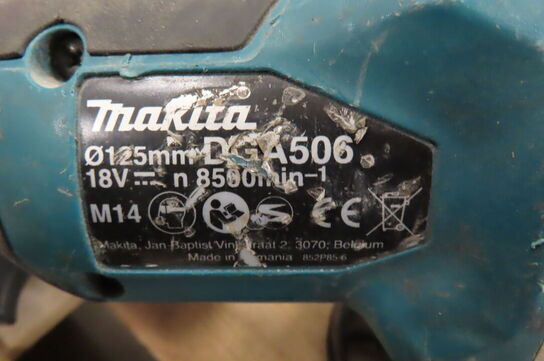 makita
Ø125mm DGA506
18V⎓ n 8500min-1
M14 CE
Makita, Jan-Baptist Vinkstraat 2, 3070, Belgium
Made in Romania 852P85-6